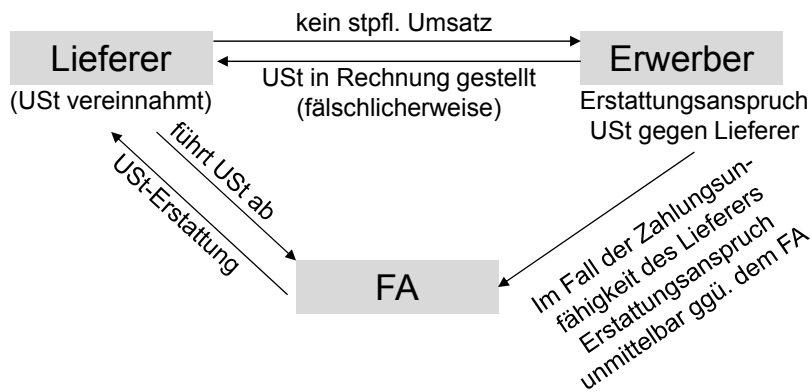 kein stpfl. Umsatz
Lieferer
(USt vereinnahmt)
USt in Rechnung gestellt
(fälschlicherweise)
Erwerber
Erstattungsanspruch
USt gegen Lieferer
führt USt ab
USt-Erstattung
FA
Im Fall der Zahlungsun-
fähigkeit des Lieferers
Erstattungsanspruch
unmittelbar ggü. dem FA